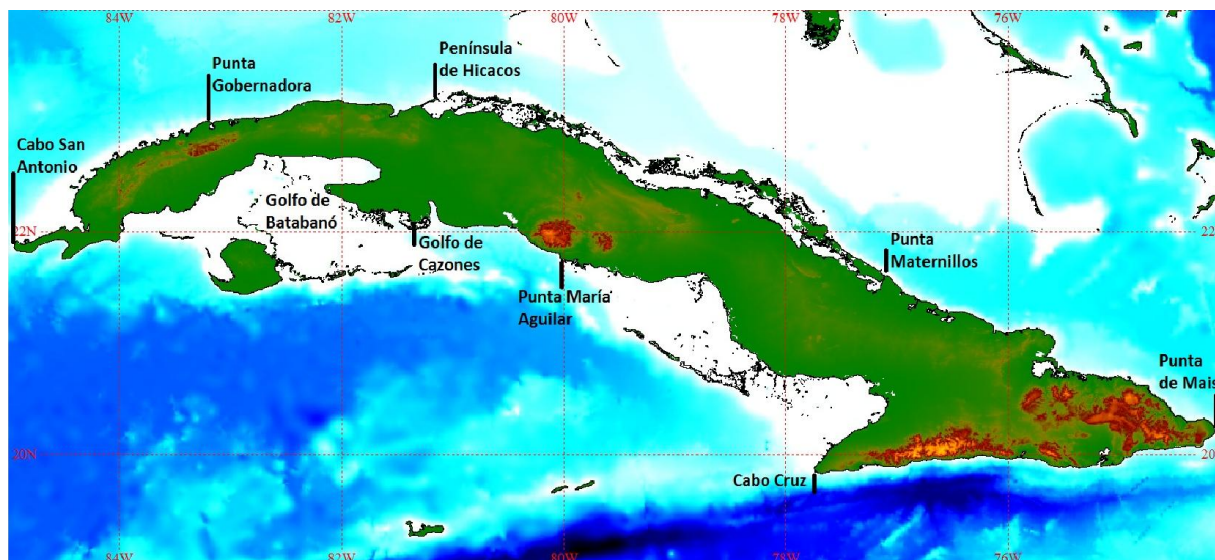 84W
82W
80W
78W
76W
Península
de Hicacos
Punta
Gobernadora
Cabo San
Antonio
Golfo de
Batabanó
22N
22
Golfo de
Cazones
Punta
Maternillos
Punta María
Aguilar
Punta
de Mais
20N
20
Cabo Cruz
84W
82W
80W
78W
76W